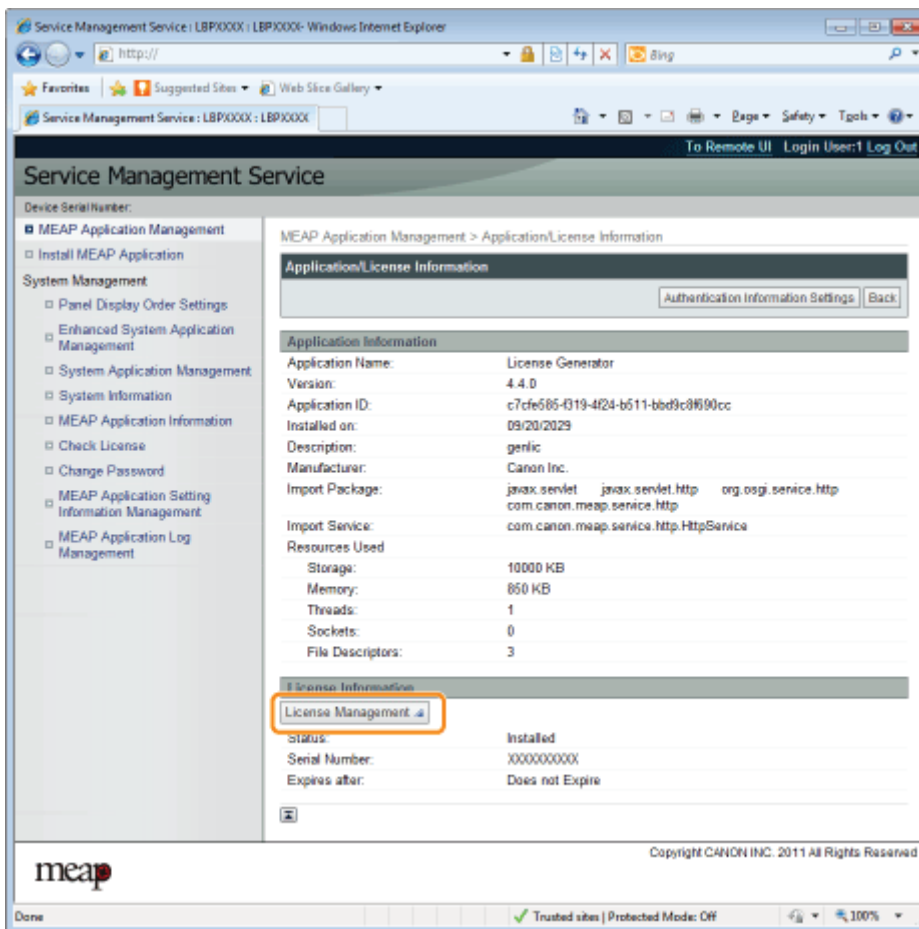 Service Management Service : LBPXXXX : LBPXXXX- Windows Internet Explorer
http://
Bing
Favorites Suggested Sites Web Slice Gallery
Service Management Service : LBPXXXX : LBPXXXX
Page Safety Tools
To Remote UI Login User:1 Log Out
Service Management Service
Device Serial Number:
MEAP Application Management
Install MEAP Application
System Management
Panel Display Order Settings
Enhanced System Application
Management
System Application Management
System Information
MEAP Application Information
Check License
Change Password
MEAP Application Setting
Information Management
MEAP Application Log
Management
MEAP Application Management > Application/License Information
Application/License Information
Authentication Information Settings Back
Application Information
Application Name: License Generator
Version: 4.4.0
Application ID: c7cfe585-f319-4f24-b511-bbd9c8f690cc
Installed on: 09/20/2029
Description: genlic
Manufacturer: Canon Inc.
Import Package: javax.servlet javax.servlet.http org.osgi.service.http
com.canon.meap.service.http
Import Service: com.canon.meap.service.http.HttpService
Resources Used
Storage: 10000 KB
Memory: 850 KB
Threads: 1
Sockets: 0
File Descriptors: 3
License Information
License Management
Status: Installed
Serial Number: XXXXXXXXXX
Expires after: Does not Expire
Copyright CANON INC. 2011 All Rights Reserved
meap
Done Trusted sites | Protected Mode: Off 100%